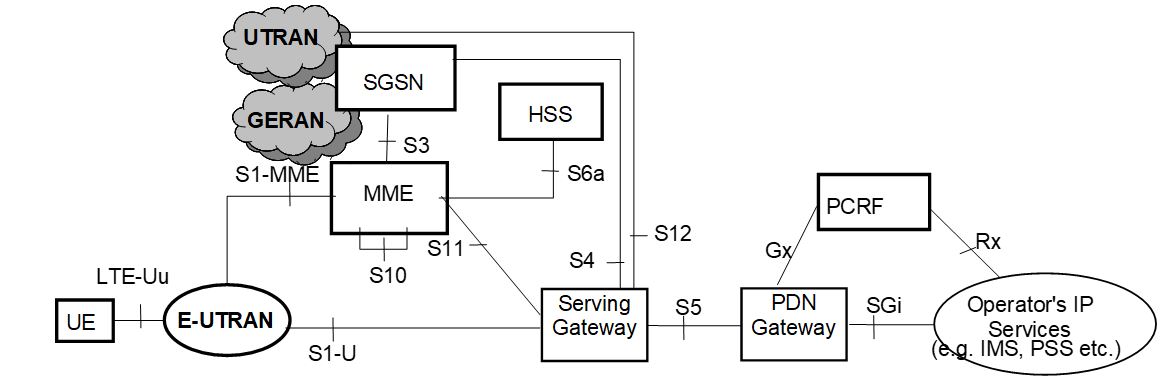 UTRAN
SGSN
GERAN
HSS
S3
S1-MME
S6a
MME
PCRF
S12
S11
Gx
Rx
S4
S10
LTE-Uu
Serving
Gateway
PDN
Gateway
Operator's IP
Services
(e.g. IMS, PSS etc.)
UE
E-UTRAN
S5
SGi
S1-U